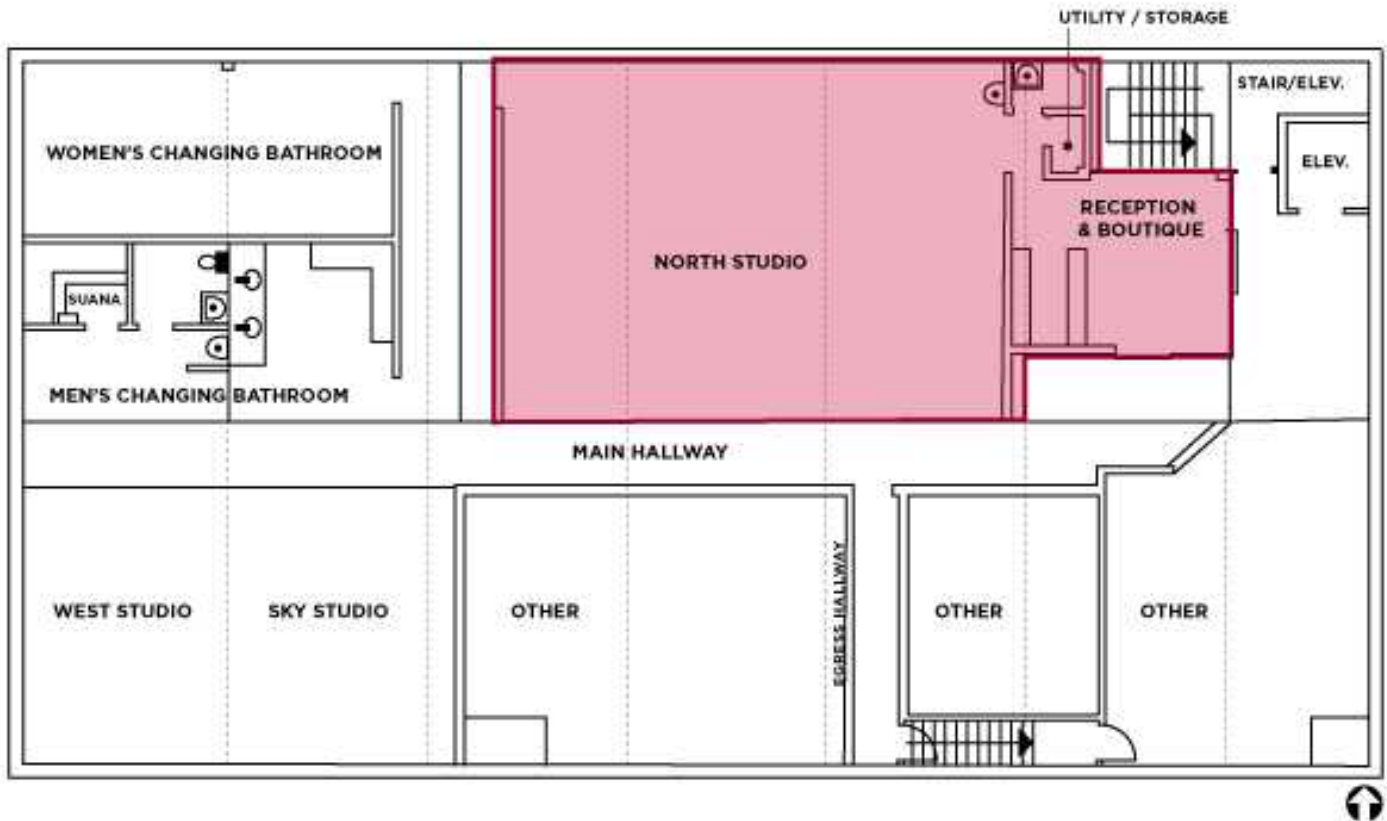 UTILITY / STORAGE
STAIR/ELEV.
WOMEN'S CHANGING BATHROOM
ELEV.
RECEPTION
& BOUTIQUE
NORTH STUDIO
SUANA
MEN'S CHANGING BATHROOM
MAIN HALLWAY
WEST STUDIO
SKY STUDIO
OTHER
EGRESS HALLWAY
OTHER
OTHER